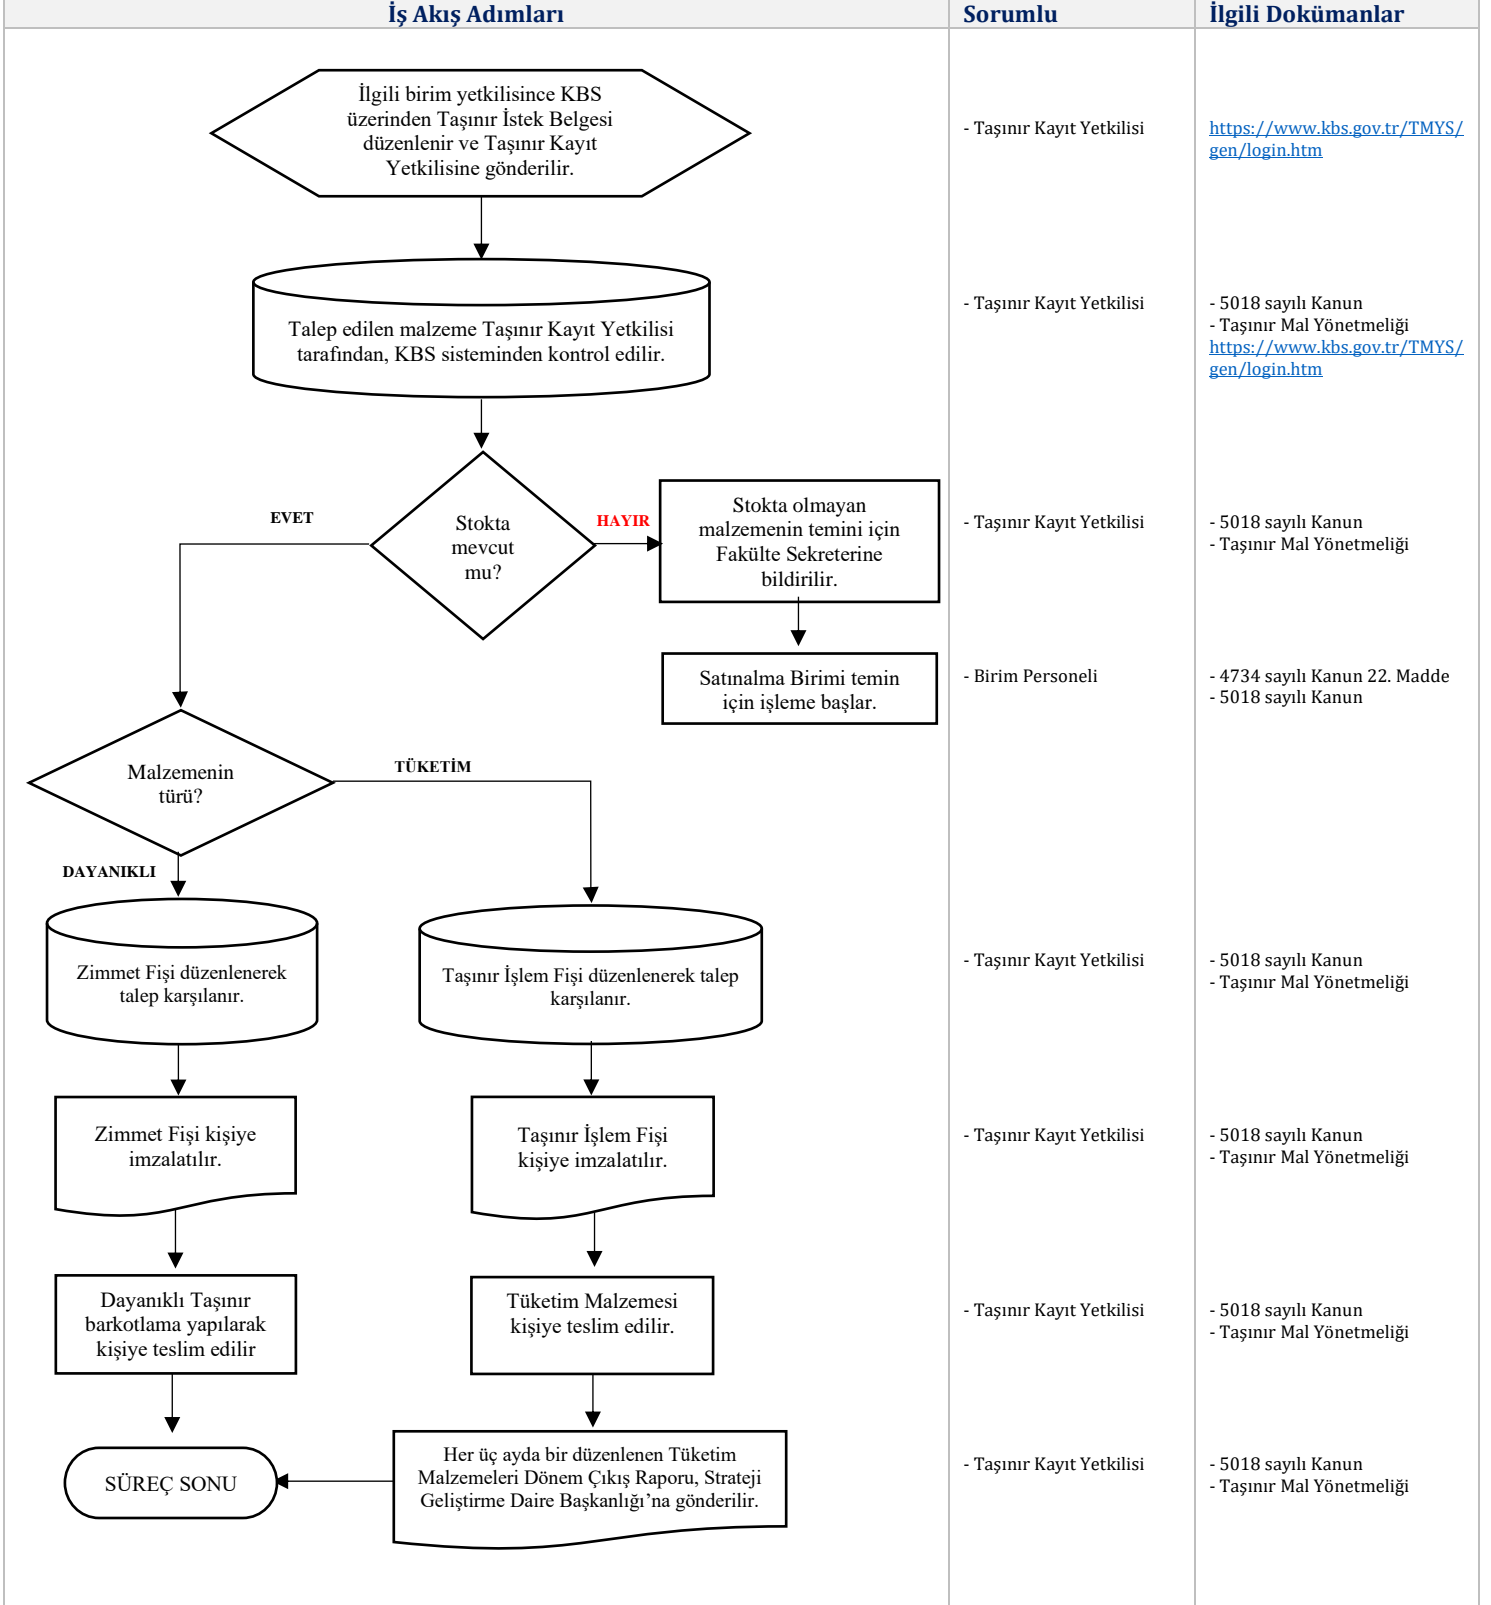 İş Akış Adımları
Sorumlu
İlgili Dokümanlar
İlgili birim yetkilisince KBS
üzerinden Taşınır İstek Belgesi
düzenlenir ve Taşınır Kayıt
Yetkilisine gönderilir.
- Taşınır Kayıt Yetkilisi
https://www.kbs.gov.tr/TMYS/
gen/login.htm
Talep edilen malzeme Taşınır Kayıt Yetkilisi
tarafından, KBS sisteminden kontrol edilir.
- Taşınır Kayıt Yetkilisi
- 5018 sayılı Kanun
- Taşınır Mal Yönetmeliği
https://www.kbs.gov.tr/TMYS/
gen/login.htm
EVET
Stokta
mevcut
mu?
HAYIR
Stokta olmayan
malzemenin temini için
Fakülte Sekreterine
bildirilir.
- Taşınır Kayıt Yetkilisi
- 5018 sayılı Kanun
- Taşınır Mal Yönetmeliği
Satınalma Birimi temin
için işleme başlar.
- Birim Personeli
- 4734 sayılı Kanun 22. Madde
- 5018 sayılı Kanun
Malzemenin
türü?
TÜKETİM
DAYANIKLI
Zimmet Fişi düzenlenerek
talep karşılanır.
Taşınır İşlem Fişi düzenlenerek talep
karşılanır.
- Taşınır Kayıt Yetkilisi
- 5018 sayılı Kanun
- Taşınır Mal Yönetmeliği
Zimmet Fişi kişiye
imzalatılır.
Taşınır İşlem Fişi
kişiye imzalatılır.
- Taşınır Kayıt Yetkilisi
- 5018 sayılı Kanun
- Taşınır Mal Yönetmeliği
Dayanıklı Taşınır
barkotlama yapılarak
kişiye teslim edilir
Tüketim Malzemesi
kişiye teslim edilir.
- Taşınır Kayıt Yetkilisi
- 5018 sayılı Kanun
- Taşınır Mal Yönetmeliği
SÜREÇ SONU
Her üç ayda bir düzenlenen Tüketim
Malzemeleri Dönem Çıkış Raporu, Strateji
Geliştirme Daire Başkanlığı’na gönderilir.
- Taşınır Kayıt Yetkilisi
- 5018 sayılı Kanun
- Taşınır Mal Yönetmeliği